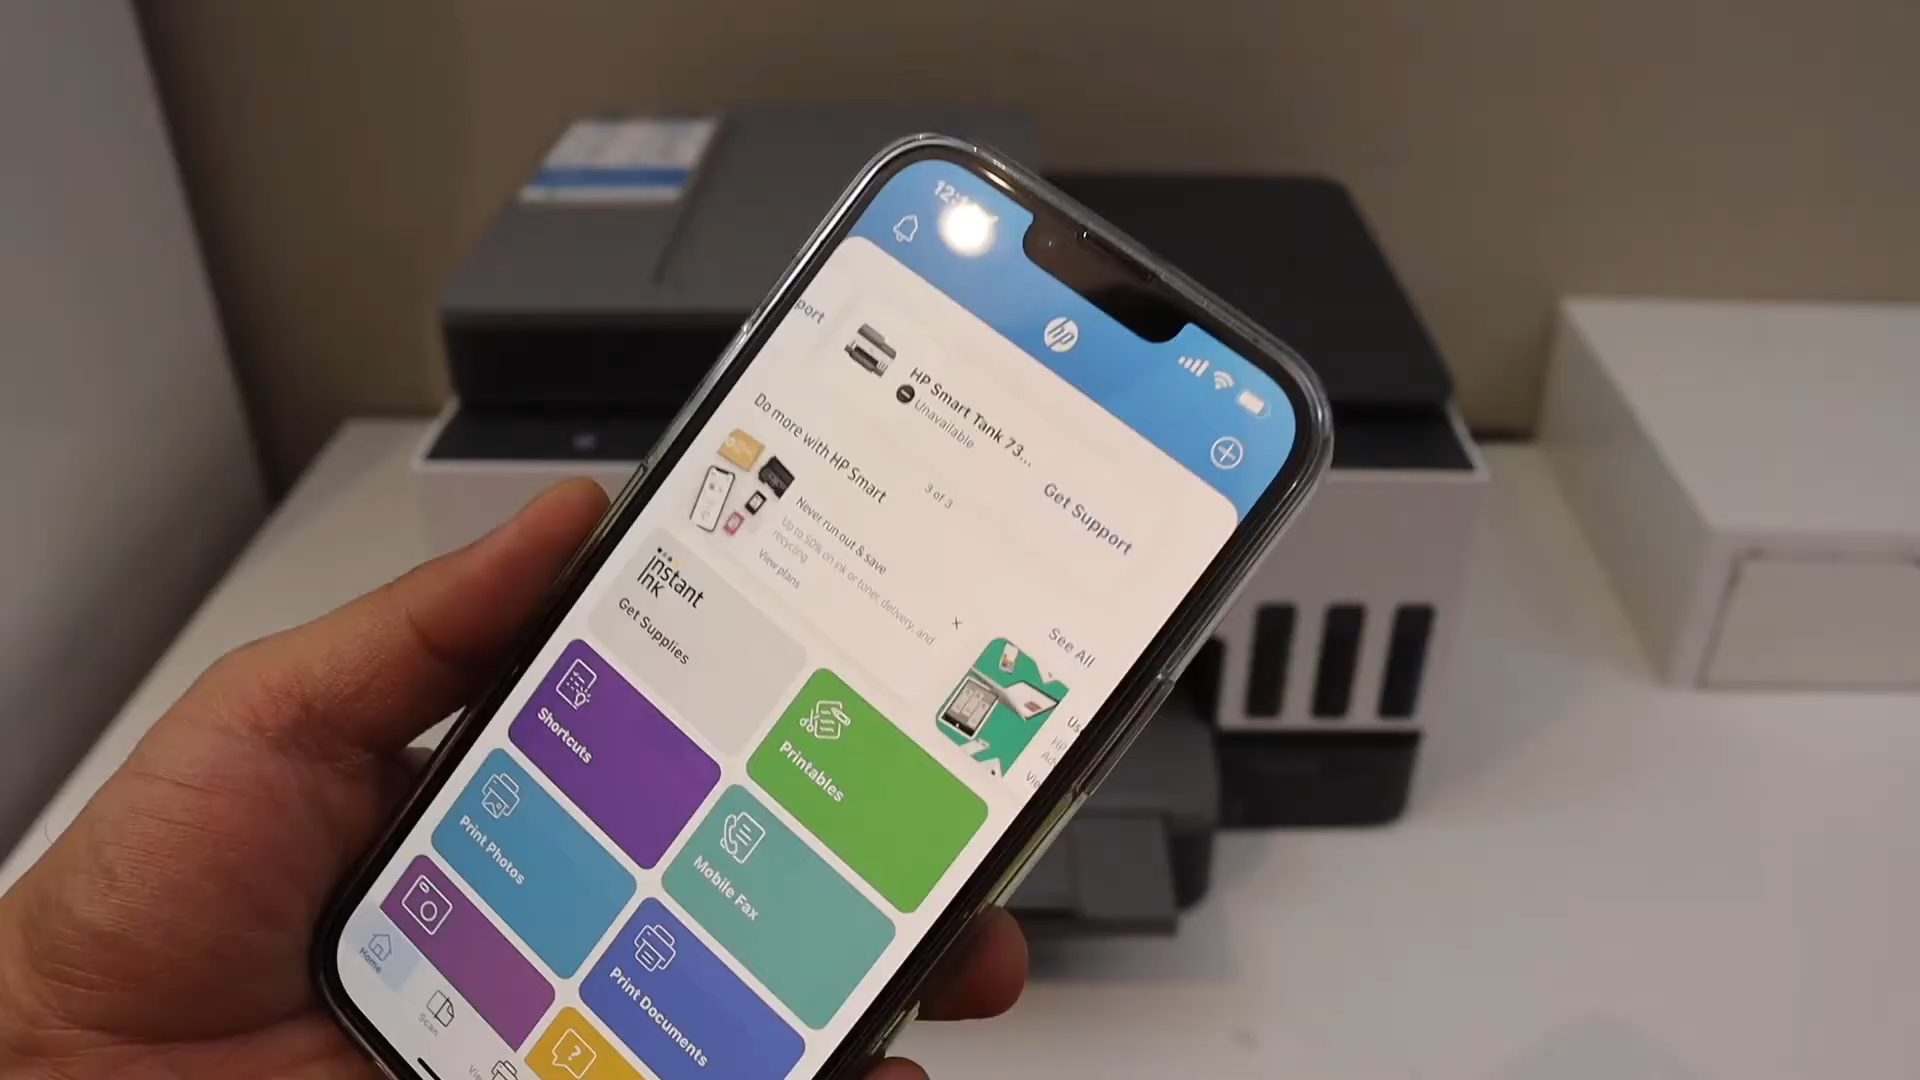 hp
port
HP Smart Tank 73...
Unavailable
Get Support
3 of 3
Do more with HP Smart
See All
Never run out & save
Up to 50% on ink or toner, delivery, and
recycling
View plans
instant
ink
Get Supplies
Shortcuts
Printables
Print Photos
Mobile Fax
Print Documents
Home
Scan